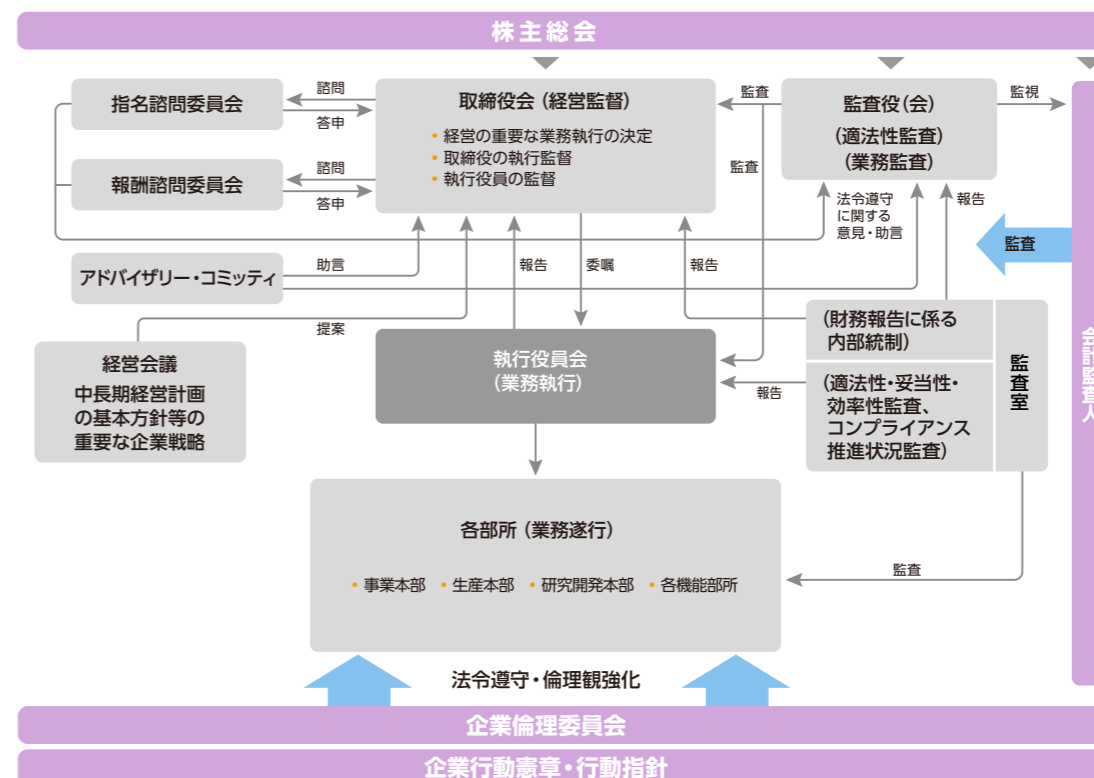 株主総会
指名諮問委員会
諮問
答申
報酬諮問委員会
諮問
答申
取締役会（経営監督）
• 経営の重要な業務執行の決定
• 取締役の執行監督
• 執行役員の監督
監査
監査
監査役（会）
（適法性監査）
（業務監査）
監視
法令遵守
に関する
意見・助言
報告
監査
会計監査人
アドバイザリー・コミッティ
助言
報告
委嘱
報告
提案
経営会議
中長期経営計画
の基本方針等の
重要な企業戦略
執行役員会
（業務執行）
報告
（財務報告に係る
内部統制）
（適法性・妥当性・
効率性監査、
コンプライアンス
推進状況監査）
監査室
各部所（業務遂行）
• 事業本部 • 生産本部 • 研究開発本部 • 各機能部所
監査
法令遵守・倫理観強化
企業倫理委員会
企業行動憲章・行動指針